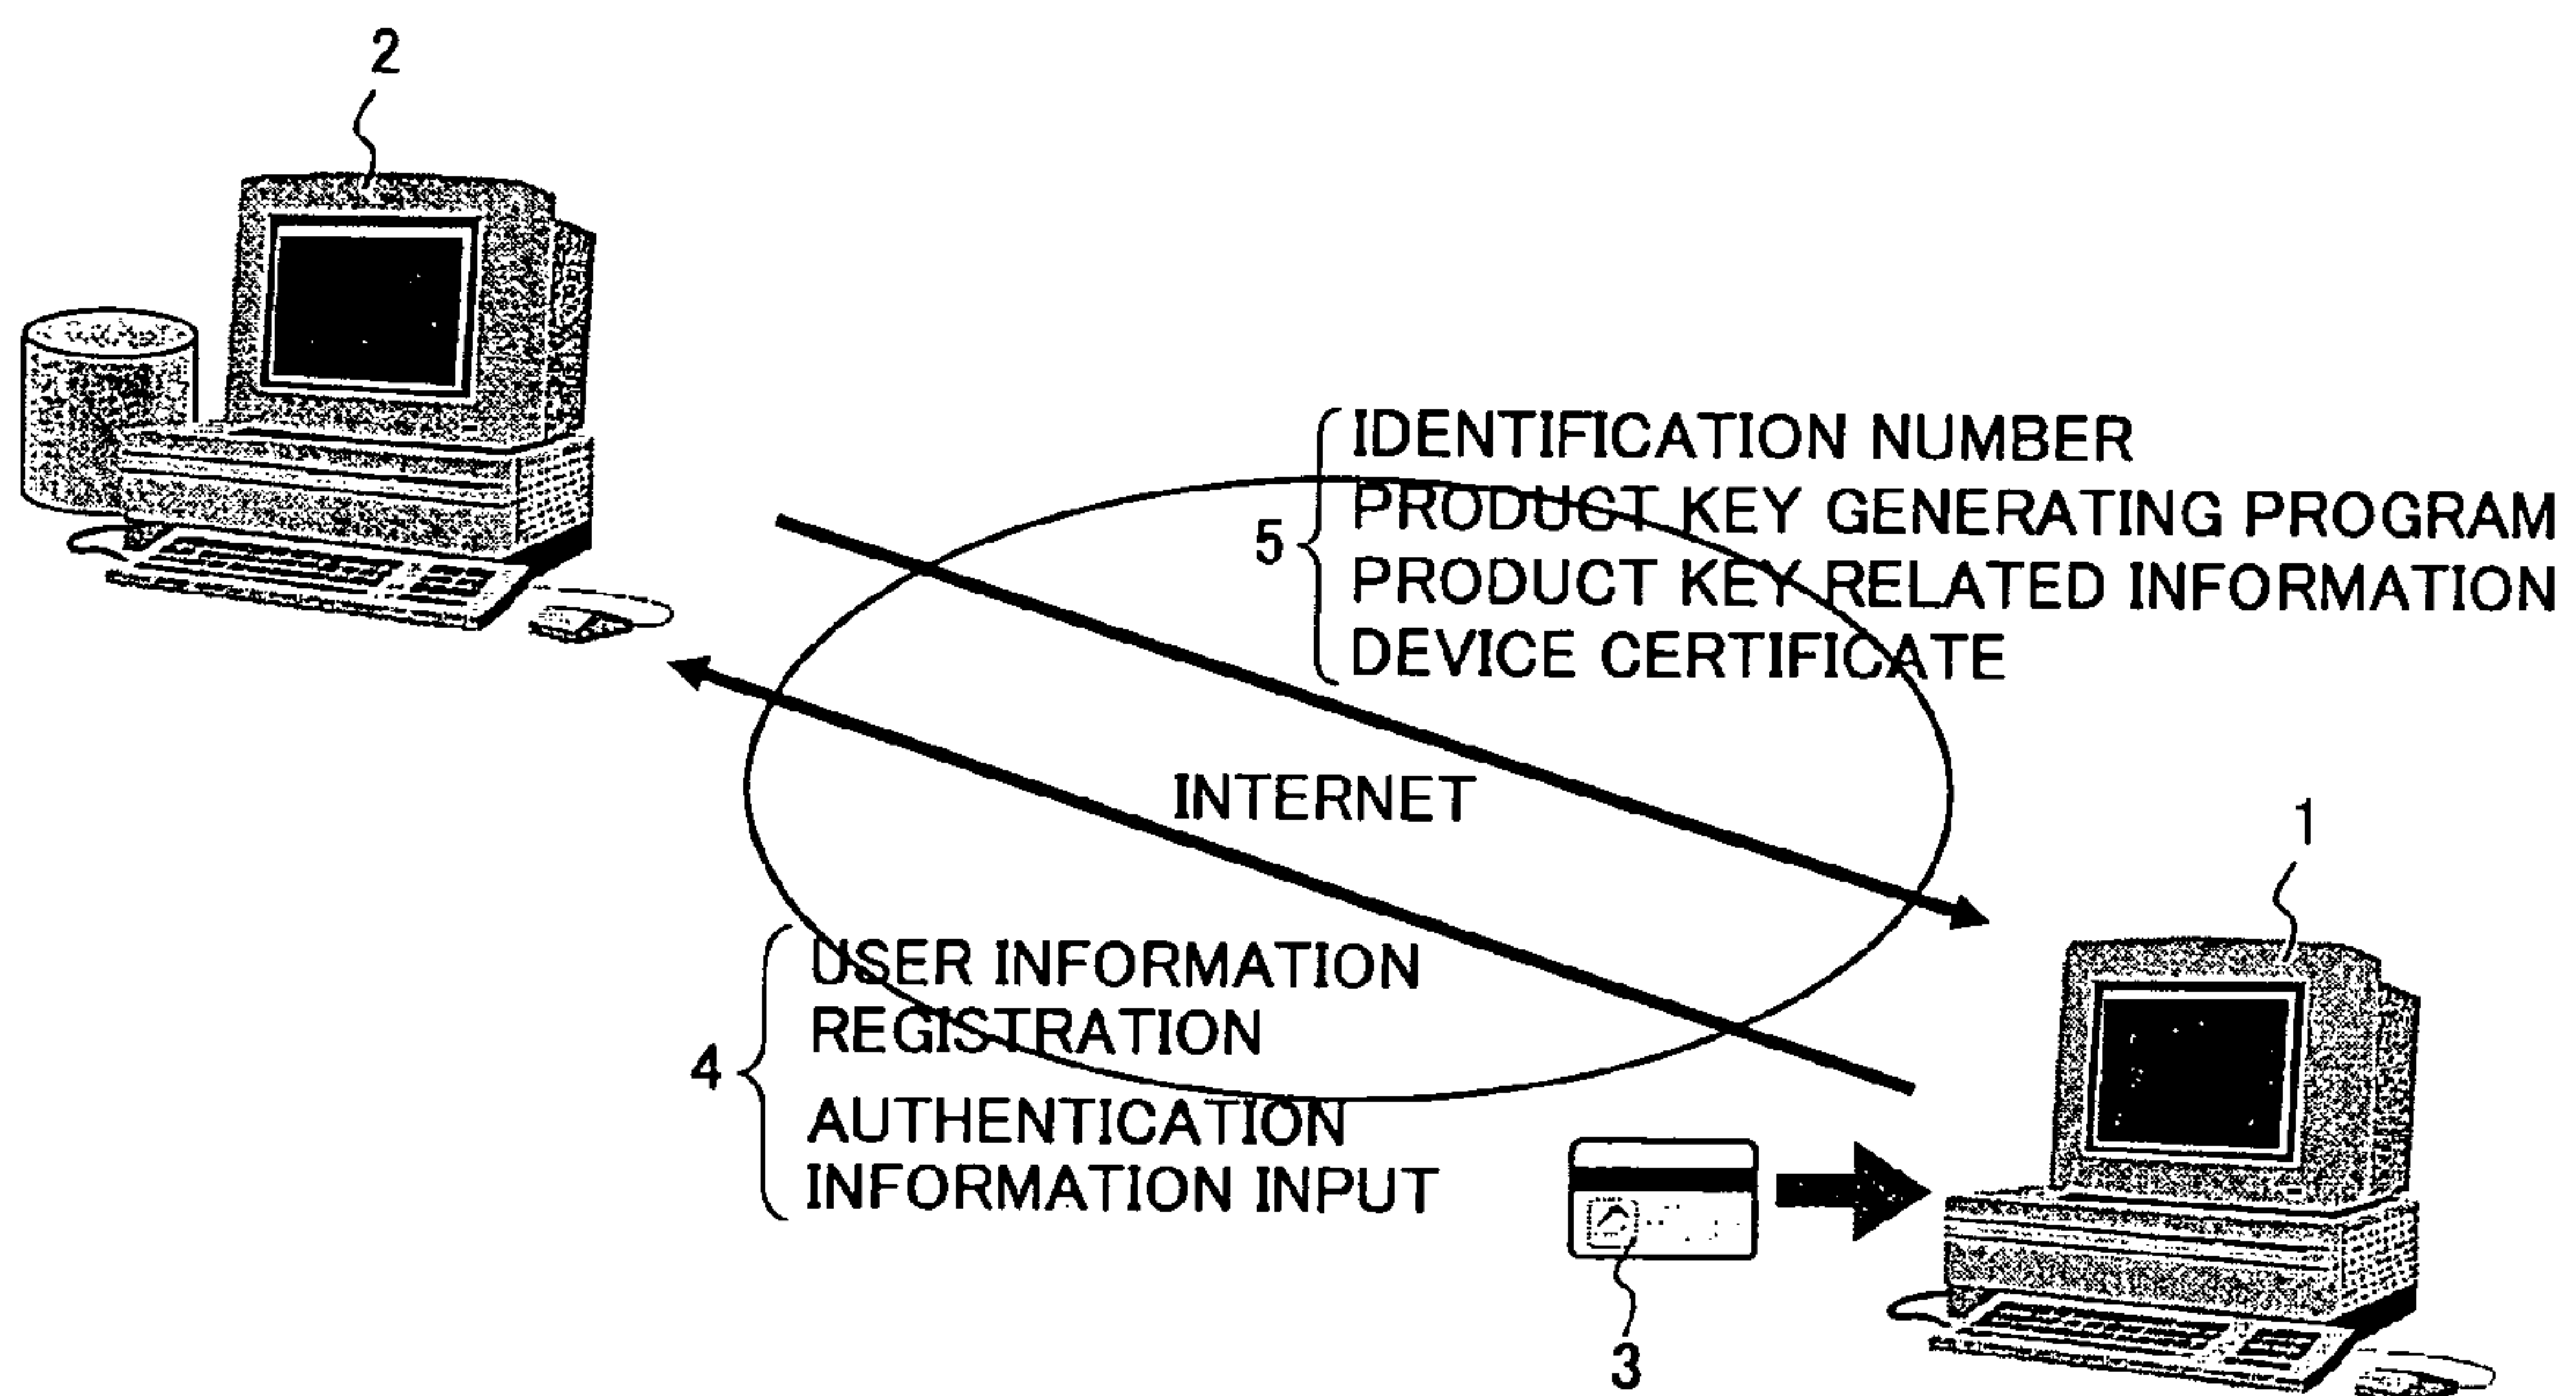 2
IDENTIFICATION NUMBER
PRODUCT KEY GENERATING PROGRAM
5
PRODUCT KEY RELATED INFORMATION
DEVICE CERTIFICATE
INTERNET
1
USER INFORMATION
REGISTRATION
4
AUTHENTICATION
INFORMATION INPUT
3